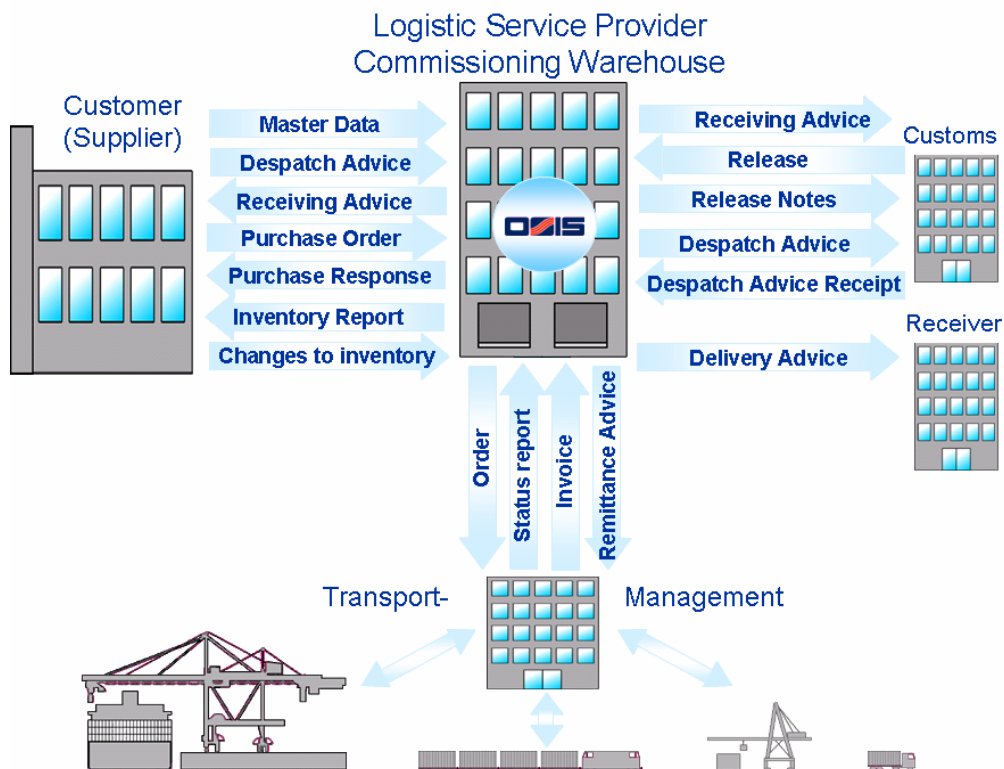 Logistic Service Provider
Commissioning Warehouse
Customer
(Supplier)
Master Data
Despatch Advice
Receiving Advice
Purchase Order
Purchase Response
Inventory Report
Changes to inventory
OSIS
Receiving Advice
Release
Release Notes
Despatch Advice
Despatch Advice Receipt
Delivery Advice
Customs
Receiver
Order
Status report
Invoice
Remittance Advice
Transport-
Management